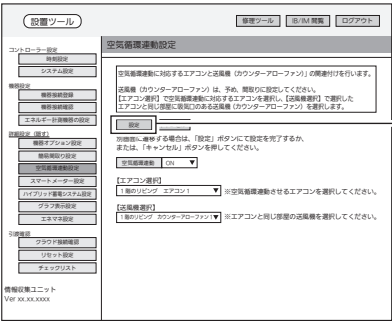 設置ツール
修理ツール
IB/IM 閲覧
ログアウト
コントローラー設定
時刻設定
システム設定
機器設定
機器接続登録
機器接続確認
エネルギー計測機器の設定
詳細設定（隠す）
機器オプション設定
簡易間取り設定
空気循環連動設定
スマートメーター設定
ハイブリッド蓄電システム設定
グラフ表示設定
エネマネ設定
引渡確認
クラウド接続確認
リセット設定
チェックリスト
情報収集ユニット
Ver xx.xx.xxxx
空気循環連動設定
空気循環連動に対応するエアコンと送風機（カウンターアローファン）の関連付けを行います。
送風機（カウンターアローファン）は、予め、間取りに設定してください。
【エアコン選択】で空気循環連動に対応するエアコンを選択し、【送風機選択】で選択した
エアコンと同じ部屋に吸気口のある送風機（カウンターアローファン）を選択します。
設定
別画面に遷移する場合は、「設定」ボタンにて設定を完了するか、
または、「キャンセル」ボタンを押してください。
空気循環連動 ON ▼
【エアコン選択】
1階のリビング エアコン1 ▼ ※空気循環連動させるエアコンを選択してください。
【送風機選択】
1階のリビング カウンターアローファン1▼ ※エアコンと同じ部屋の送風機を選択してください。